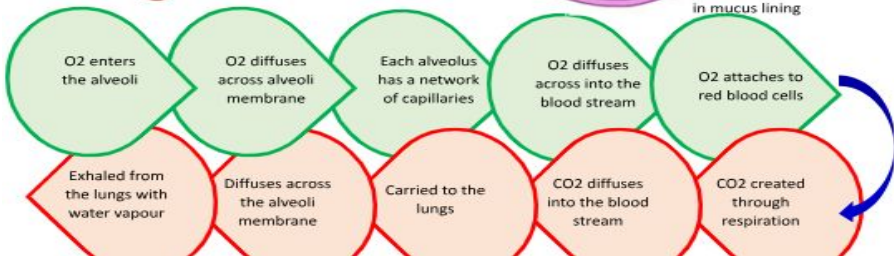 in mucus lining
O2 enters
the alveoli
O2 diffuses
across alveoli
membrane
Each alveolus
has a network
of capillaries
O2 diffuses
across into the
blood stream
O2 attaches to
red blood cells
Exhaled from
the lungs with
water vapour
Diffuses across
the alveoli
membrane
Carried to the
lungs
CO2 diffuses
into the blood
stream
CO2 created
through
respiration